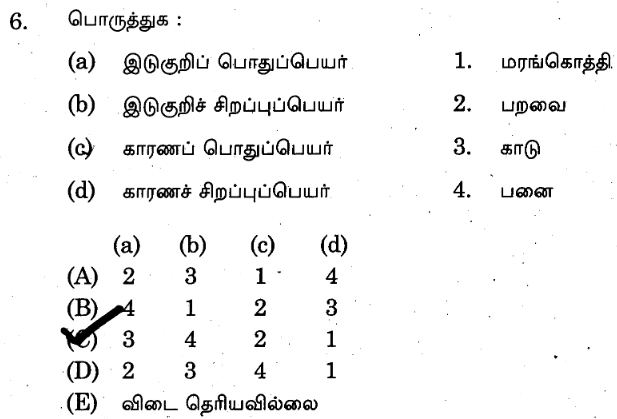 6. பொருத்துக :
(a) இடுகுறிப் பொதுப்பெயர் 1. மரங்கொத்தி
(b) இடுகுறிச் சிறப்புப்பெயர் 2. பறவை
(c) காரணப் பொதுப்பெயர் 3. காடு
(d) காரணச் சிறப்புப்பெயர் 4. பனை
(a) (b) (c) (d)
(A) 2 3 1 4
(B) 4 1 2 3
(C) 3 4 2 1
(D) 2 3 4 1
(E) விடை தெரியவில்லை